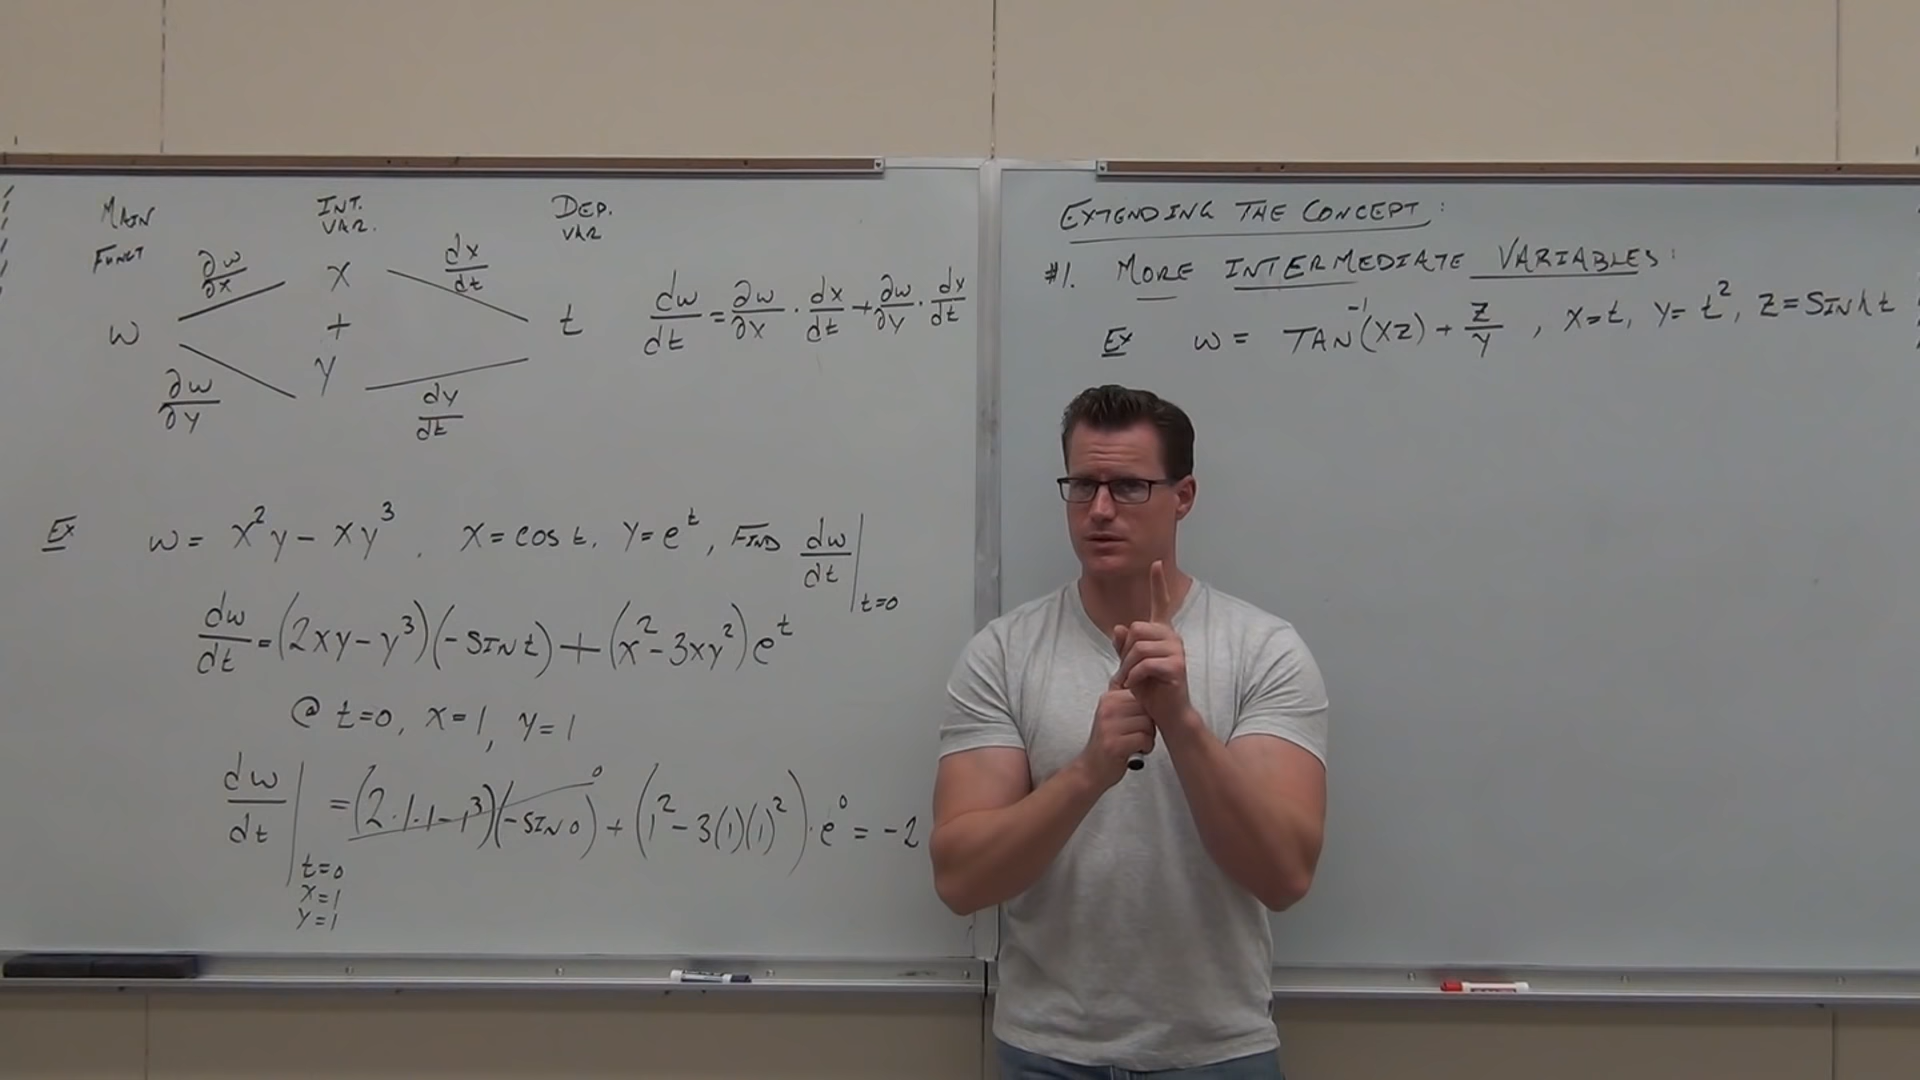 MAIN FUNCT
INT. VAR.
DEP. VAR
∂w/∂x
dx/dt
w
x
+
y
t
∂w/∂y
dy/dt
dw/dt = ∂w/∂x · dx/dt + ∂w/∂y · dy/dt
Ex w = x²y - xy³, x = cos t, y = e^t, FIND dw/dt | t=0
dw/dt = (2xy - y³)(-SIN t) + (x² - 3xy²)e^t
@ t=0, x=1, y=1
dw/dt | t=0 x=1 y=1 = (2·1·1-1³)(-SIN 0) 0 + (1² - 3(1)(1)²)·e⁰ = -2
EXTENDING THE CONCEPT:
#1. MORE INTERMEDIATE VARIABLES:
Ex w = TAN⁻¹(xz) + z/y, x=t, y=t², z=SINh t